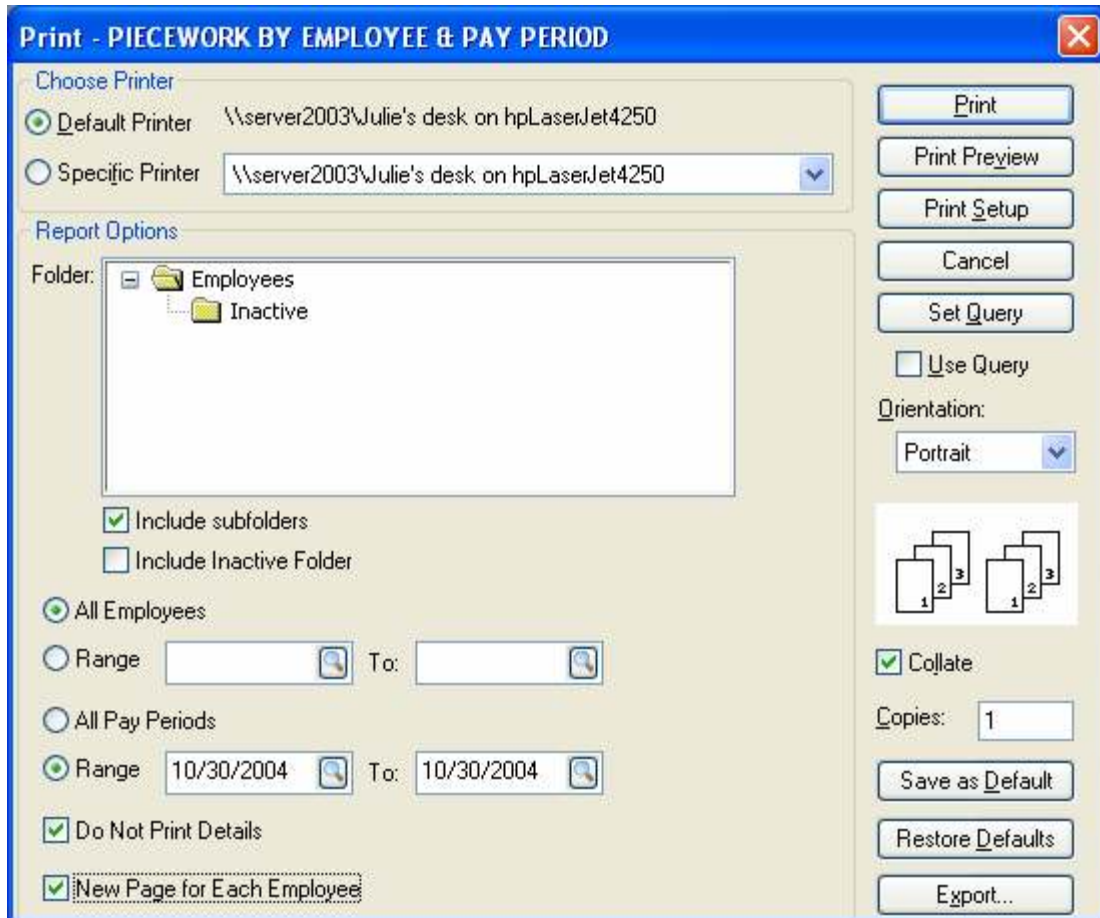 Print - PIECEWORK BY EMPLOYEE & PAY PERIOD
Choose Printer
Default Printer \\server2003\Julie's desk on hpLaserJet4250
Specific Printer \\server2003\Julie's desk on hpLaserJet4250
Report Options
Folder:
Employees
Inactive
Include subfolders
Include Inactive Folder
All Employees
Range To:
All Pay Periods
Range 10/30/2004 To: 10/30/2004
Do Not Print Details
New Page for Each Employee
Print
Print Preview
Print Setup
Cancel
Set Query
Use Query
Orientation:
Portrait
1 2 3 1 2 3
Collate
Copies: 1
Save as Default
Restore Defaults
Export...